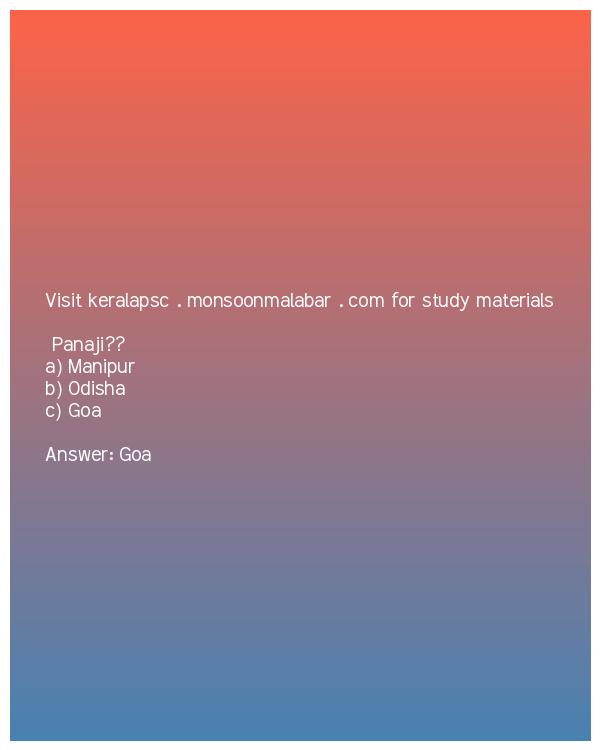 Visit keralapsc . monsoonmalabar . com for study materials
Panaji??
a) Manipur
b) Odisha
c) Goa
Answer: Goa